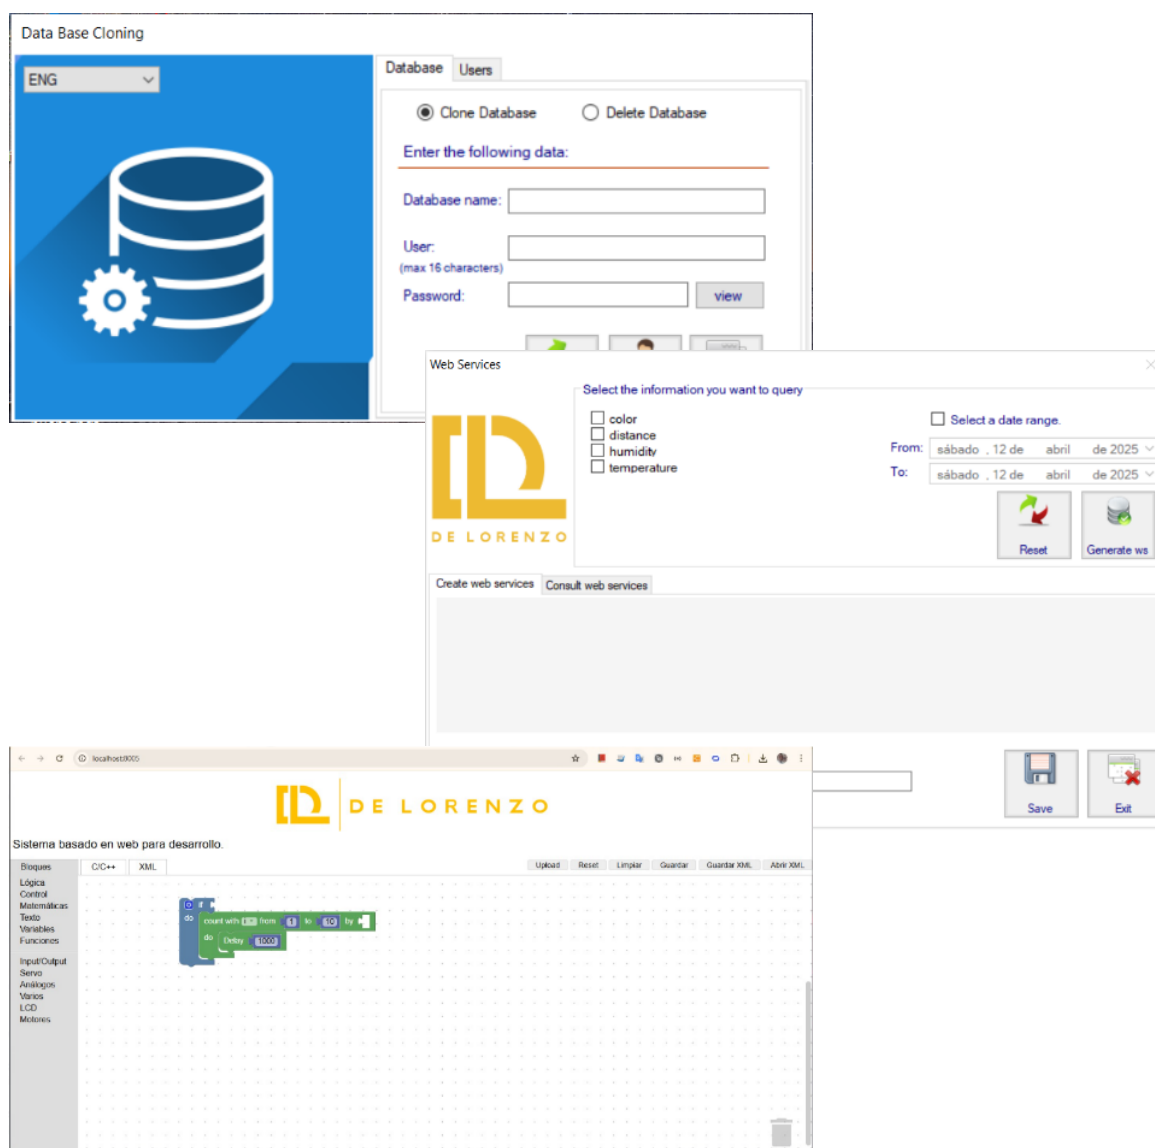 Data Base Cloning
ENG
Database Users
Clone Database Delete Database
Enter the following data:
Database name:
User:
(max 16 characters)
Password: view
Web Services
Select the information you want to query
color
distance
humidity
temperature
Select a date range.
From: sábado , 12 de abril de 2025
To: sábado , 12 de abril de 2025
Reset Generate ws
DE LORENZO
Create web services Consult web services
Save Exit
localhost:8005
DE LORENZO
Sistema basado en web para desarrollo.
Bloques C/C++ XML Upload Reset Limpiar Guardar Guardar XML Abrir XML
Lógica
Control
Matemáticas
Texto
Variables
Funciones
Input/Output
Servo
Análogos
Varios
LCD
Motores
if
do count with from 1 to 10 by
do Delay 1000